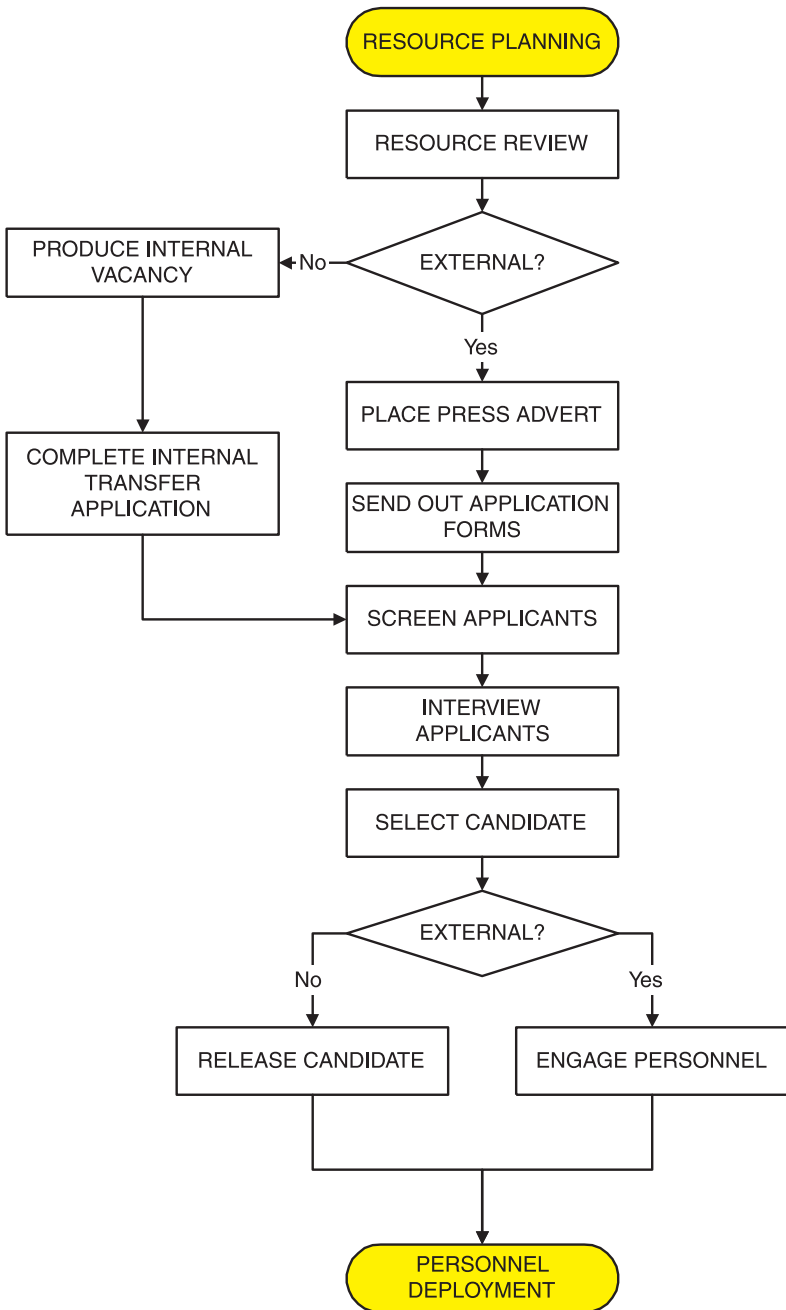 RESOURCE PLANNING
RESOURCE REVIEW
PRODUCE INTERNAL
VACANCY
No
EXTERNAL?
Yes
PLACE PRESS ADVERT
COMPLETE INTERNAL
TRANSFER
APPLICATION
SEND OUT APPLICATION
FORMS
SCREEN APPLICANTS
INTERVIEW
APPLICANTS
SELECT CANDIDATE
EXTERNAL?
No
Yes
RELEASE CANDIDATE
ENGAGE PERSONNEL
PERSONNEL
DEPLOYMENT